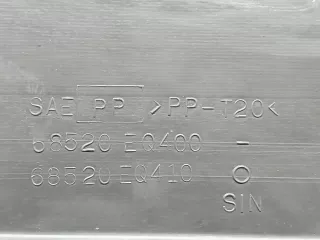 SAE PP >PP-T20<
68520 EQ400 -
68520 EQ410 O
SIN